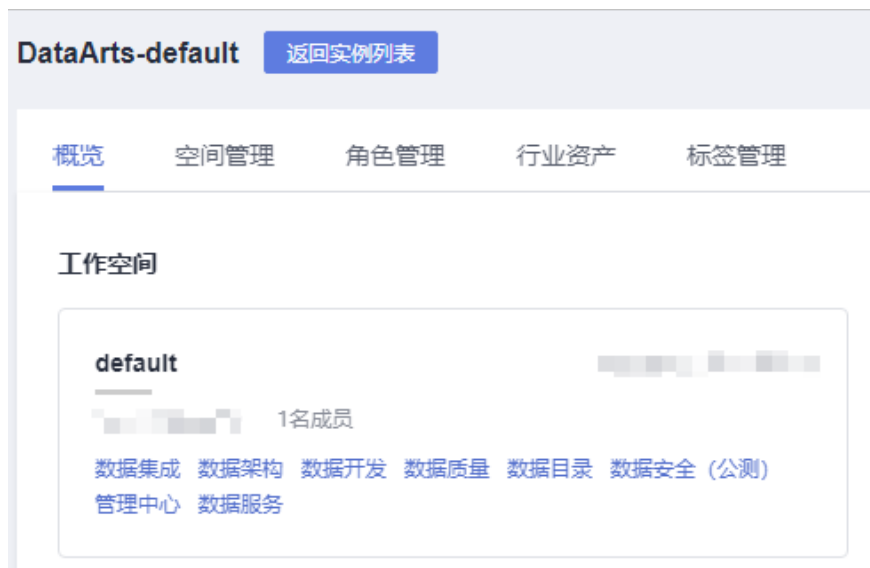 DataArts-default 返回实例列表
概览 空间管理 角色管理 行业资产 标签管理
工作空间
default
1名成员
数据集成 数据架构 数据开发 数据质量 数据目录 数据安全（公测）
管理中心 数据服务